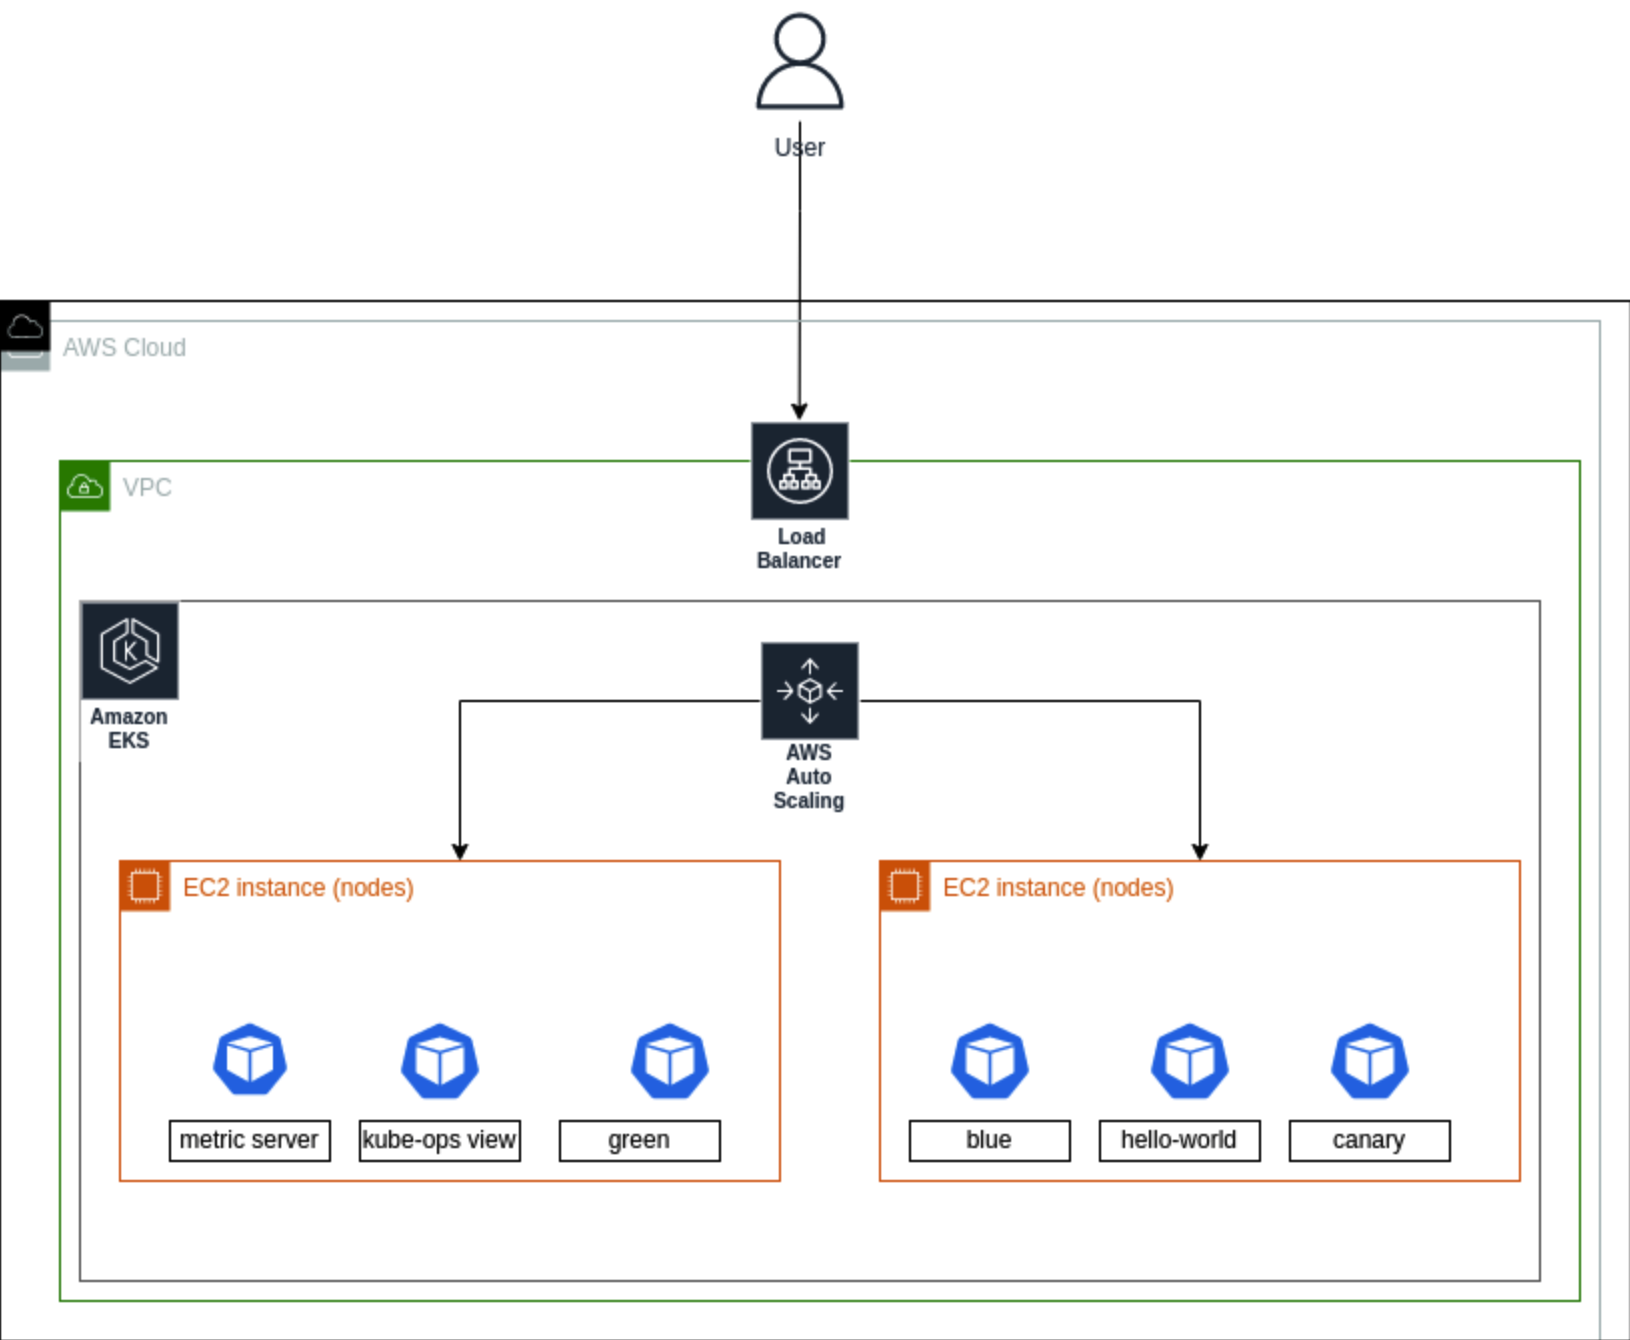 User
AWS Cloud
VPC
Load
Balancer
Amazon
EKS
AWS
Auto
Scaling
EC2 instance (nodes)
EC2 instance (nodes)
metric server
kube-ops view
green
blue
hello-world
canary